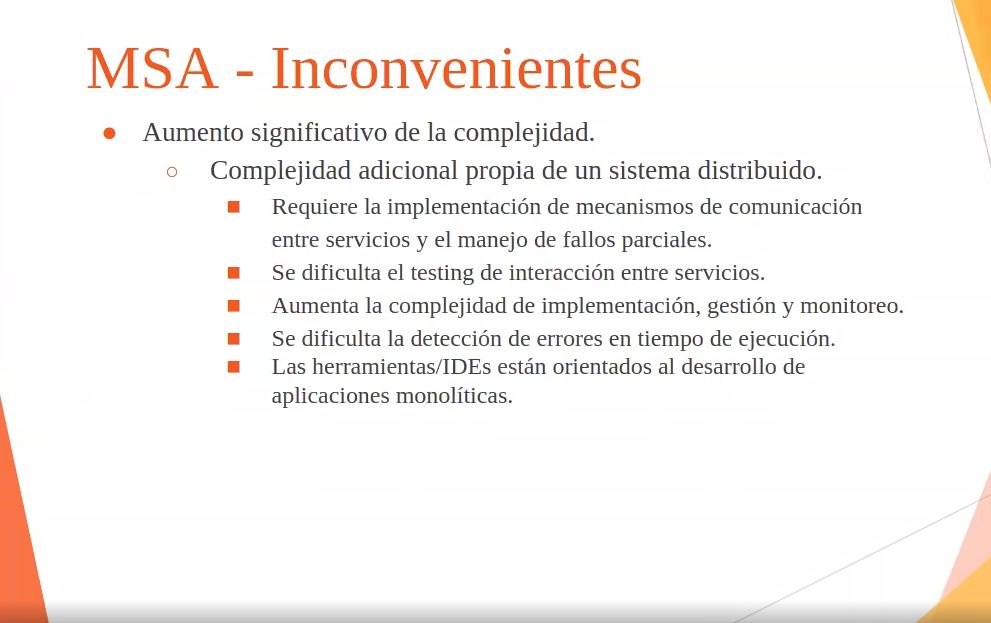 MSA - Inconvenientes
Aumento significativo de la complejidad.
Complejidad adicional propia de un sistema distribuido.
Requiere la implementación de mecanismos de comunicación
entre servicios y el manejo de fallos parciales.
Se dificulta el testing de interacción entre servicios.
Aumenta la complejidad de implementación, gestión y monitoreo.
Se dificulta la detección de errores en tiempo de ejecución.
Las herramientas/IDEs están orientados al desarrollo de
aplicaciones monolíticas.